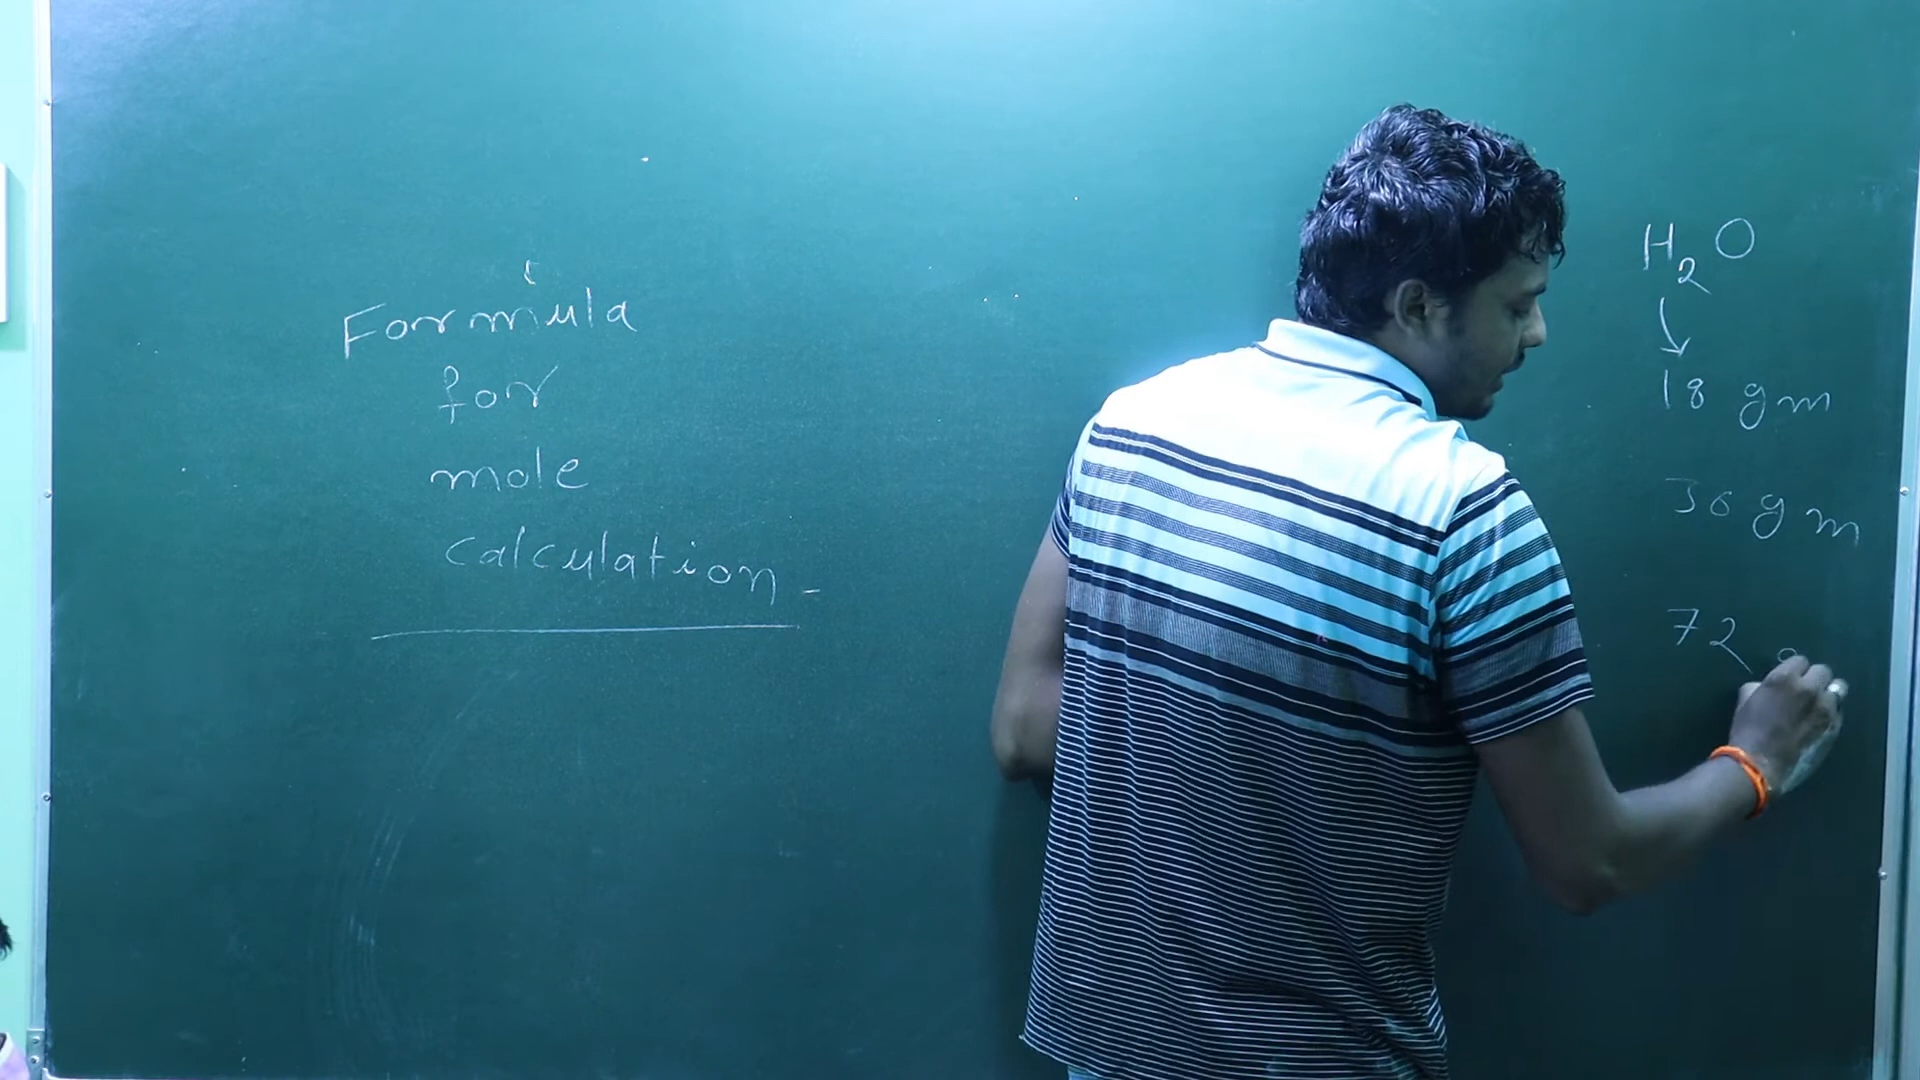 Formula
for
mole
calculation -
H2O
↓
18 gm
36 gm
72